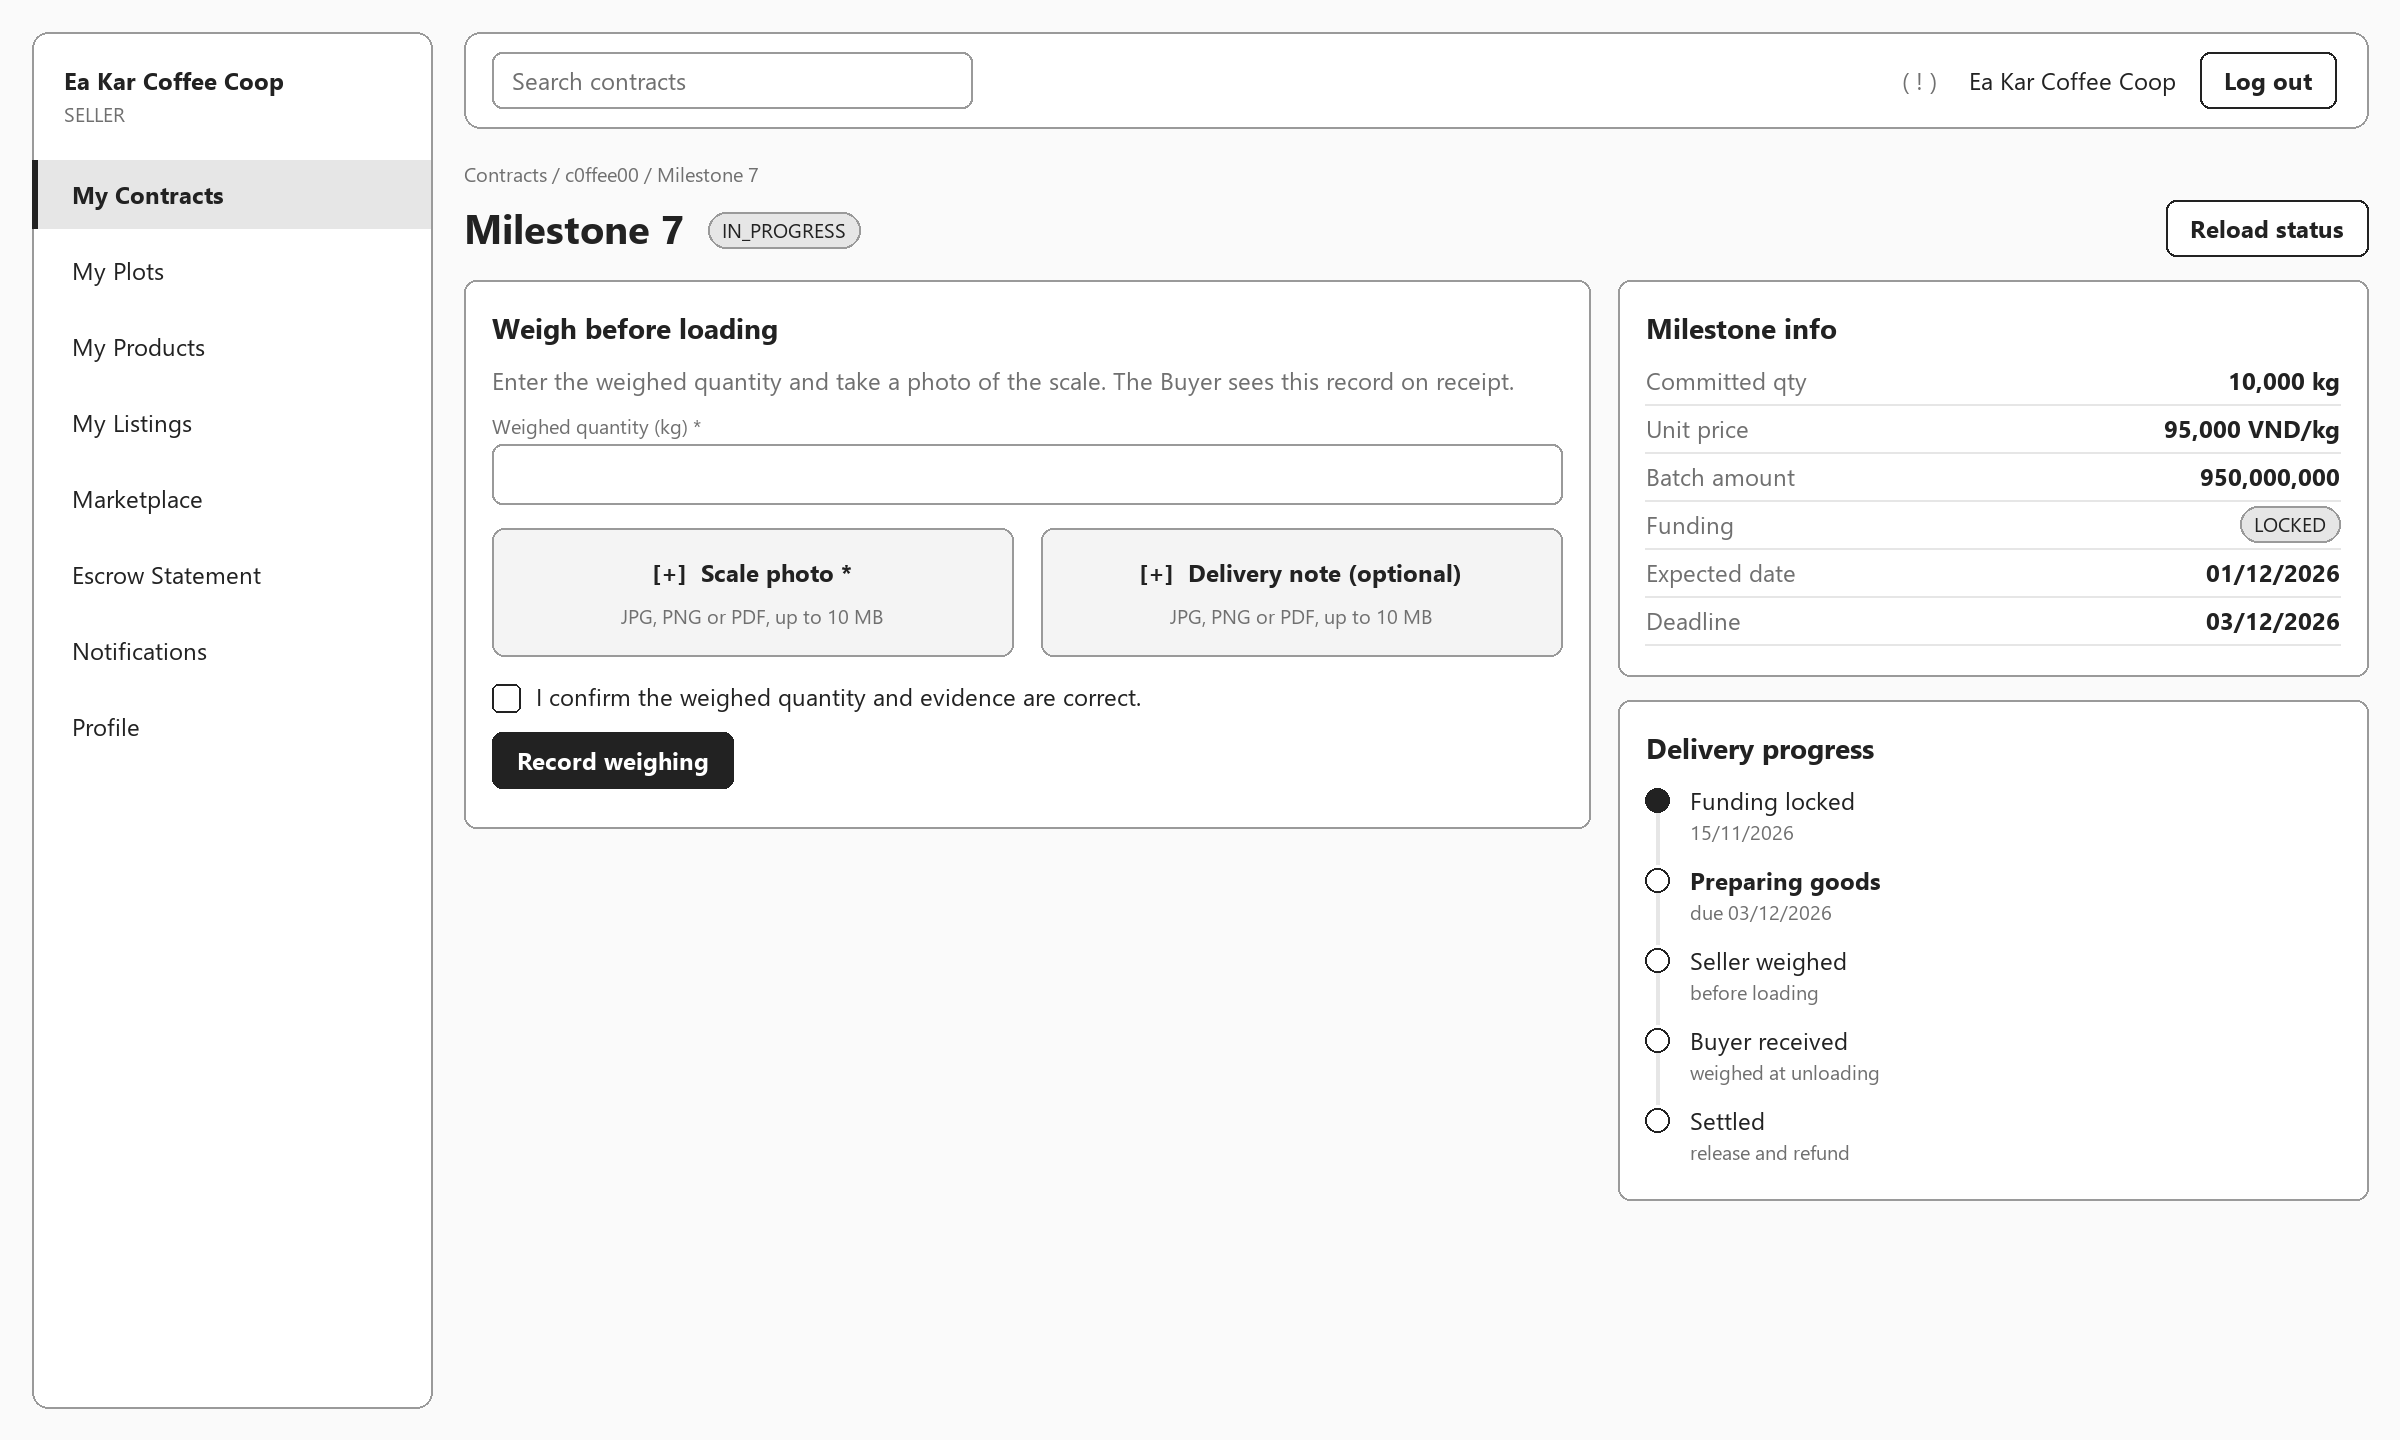 Ea Kar Coffee Coop
SELLER
My Contracts
My Plots
My Products
My Listings
Marketplace
Escrow Statement
Notifications
Profile
Search contracts
( ! )
Ea Kar Coffee Coop
Log out
Contracts / c0ffee00 / Milestone 7
Milestone 7
IN_PROGRESS
Reload status
Weigh before loading
Enter the weighed quantity and take a photo of the scale. The Buyer sees this record on receipt.
Weighed quantity (kg) *
[+] Scale photo *
JPG, PNG or PDF, up to 10 MB
[+] Delivery note (optional)
JPG, PNG or PDF, up to 10 MB
I confirm the weighed quantity and evidence are correct.
Record weighing
Milestone info
Committed qty 10,000 kg
Unit price 95,000 VND/kg
Batch amount 950,000,000
Funding LOCKED
Expected date 01/12/2026
Deadline 03/12/2026
Delivery progress
Funding locked
15/11/2026
Preparing goods
due 03/12/2026
Seller weighed
before loading
Buyer received
weighed at unloading
Settled
release and refund